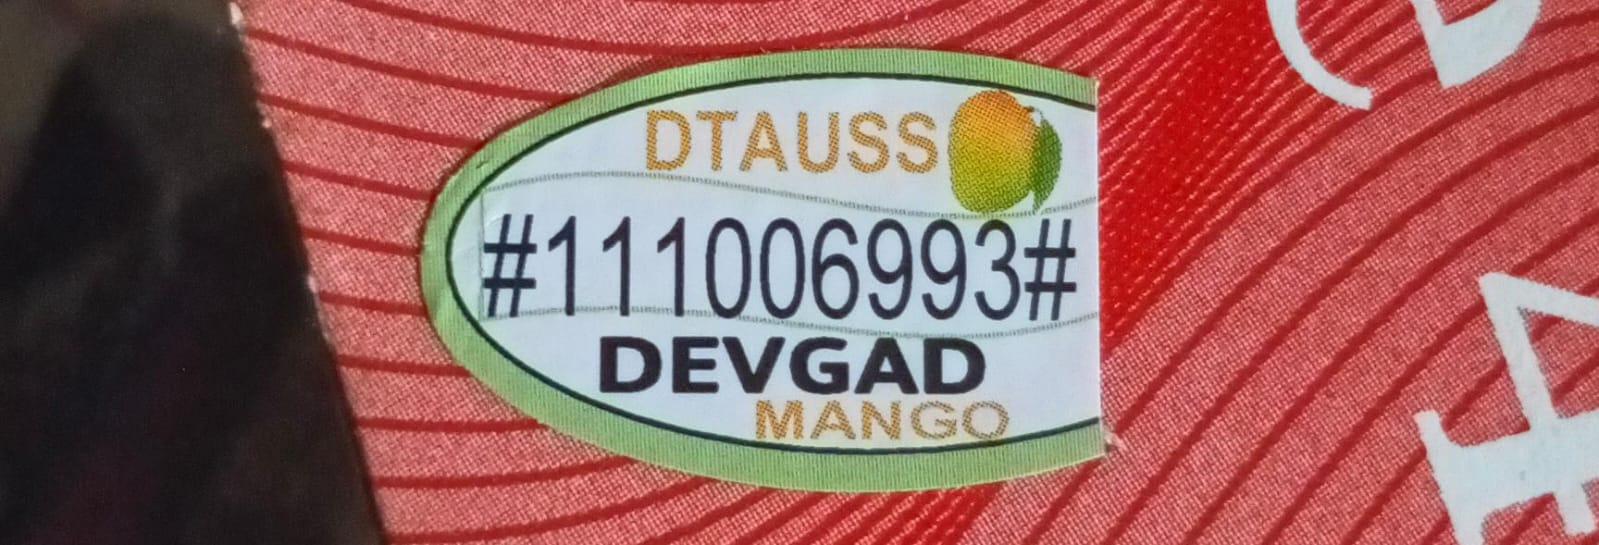 DTAUSS
#111006993#
DEVGAD
MANGO